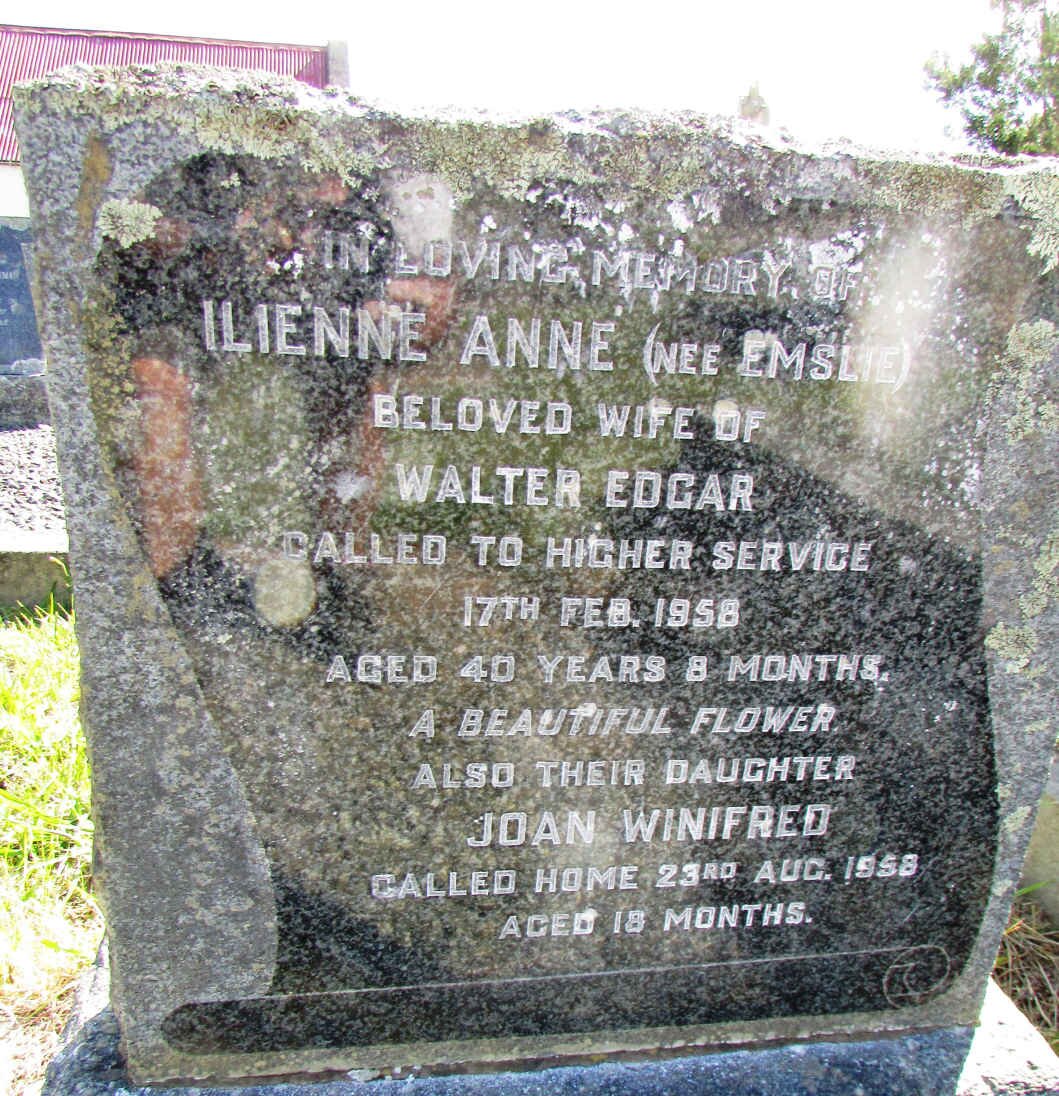 IN LOVING MEMORY OF
ILIENNE ANNE (NEE EMSLIE)
BELOVED WIFE OF
WALTER EDGAR
CALLED TO HIGHER SERVICE
17TH FEB. 1958
AGED 40 YEARS 8 MONTHS.
A BEAUTIFUL FLOWER.
ALSO THEIR DAUGHTER
JOAN WINIFRED
CALLED HOME 23RD AUG. 1958
AGED 18 MONTHS.